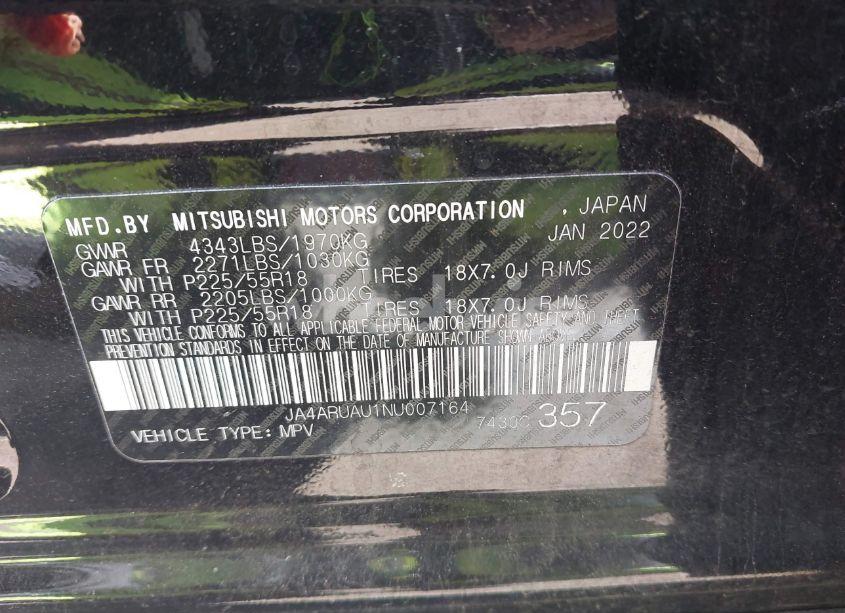 MFD.BY MITSUBISHI MOTORS CORPORATION , JAPAN
GVWR 4343LBS/1970KG JAN 2022
GAWR FR 2271LBS/1030KG
WITH P225/55R18 TIRES 18X7.0J RIMS
GAWR RR 2205LBS/1000KG
WITH P225/55R18 TIRES 18X7.0J RIMS
THIS VEHICLE CONFORMS TO ALL APPLICABLE FEDERAL MOTOR VEHICLE SAFETY AND THEFT
PREVENTION STANDARDS IN EFFECT ON THE DATE OF MANUFACTURE SHOWN
JA4ARUAU1NU007164
VEHICLE TYPE: MPV 357